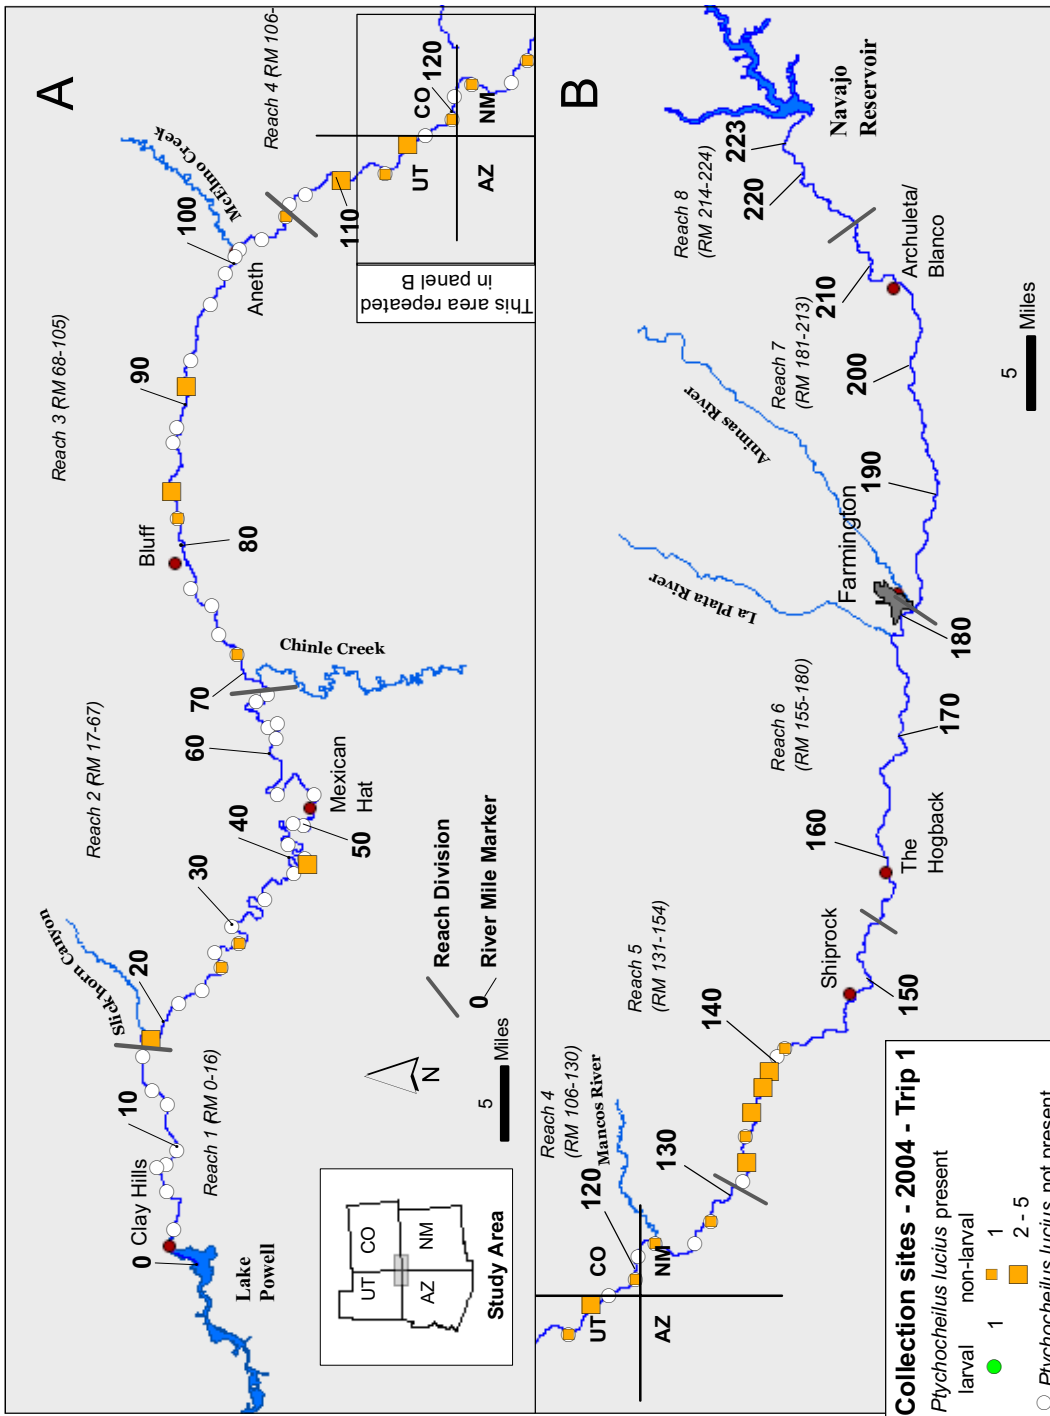 A
Reach 4 (RM 106-
McElmo Creek
100
Aneth
110
UT
CO
120
AZ
NM
This area repeated
in panel B
Reach 3 (RM 68-105)
90
Bluff
80
Chinle Creek
70
60
Reach 2 (RM 17-67)
Mexican
Hat
50
40
30
Slick horn Canyon
20
10
Reach 1 (RM 0-16)
Clay Hills
0
Lake
Powell
Reach Division
0 River Mile Marker
N
5 Miles
UT
CO
AZ
NM
Study Area
B
Navajo
Reservoir
223
220
Reach 8
(RM 214-224)
Archuleta/
Blanco
210
Reach 7
(RM 181-213)
200
Animas River
190
Farmington
La Plata River
180
170
Reach 6
(RM 155-180)
160
The
Hogback
Shiprock
150
Reach 5
(RM 131-154)
140
Reach 4
(RM 106-130)
Mancos River
130
120
UT
CO
AZ
NM
5 Miles
Collection sites - 2004 - Trip 1
Ptychocheilus lucius present
larval non-larval
1 1
2 - 5
Ptychocheilus lucius not present